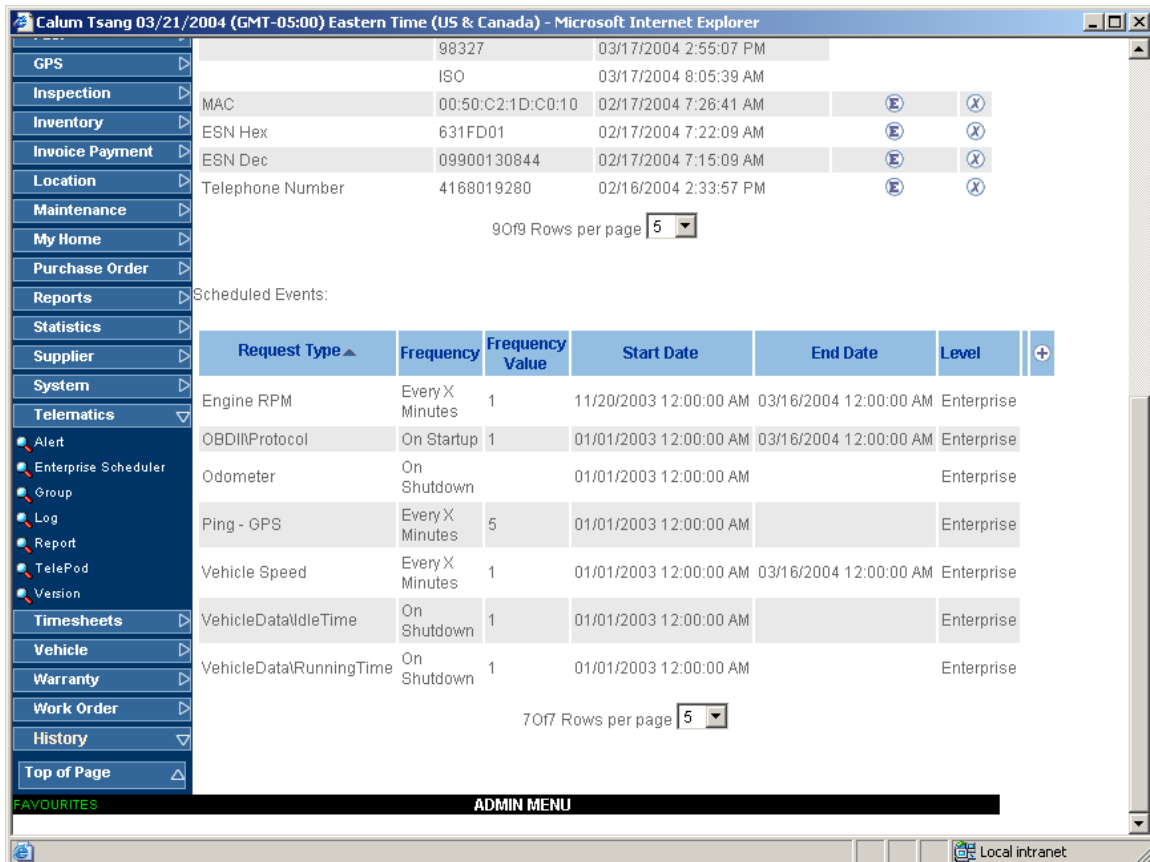 Calum Tsang 03/21/2004 (GMT-05:00) Eastern Time (US & Canada) - Microsoft Internet Explorer
98327 03/17/2004 2:55:07 PM
GPS
ISO 03/17/2004 8:05:39 AM
Inspection
MAC 00:50:C2:1D:C0:10 02/17/2004 7:26:41 AM E X
Inventory
ESN Hex 631FD01 02/17/2004 7:22:09 AM E X
Invoice Payment
ESN Dec 09900130844 02/17/2004 7:15:09 AM E X
Location
Telephone Number 4168019280 02/16/2004 2:33:57 PM E X
Maintenance
9Of9 Rows per page 5
My Home
Purchase Order
Reports
Scheduled Events:
Statistics
Supplier
System
Telematics
Alert
Enterprise Scheduler
Group
Log
Report
TelePod
Version
Timesheets
Vehicle
Warranty
Work Order
History
Top of Page
Request Type Frequency Frequency Value Start Date End Date Level
Engine RPM Every X Minutes 1 11/20/2003 12:00:00 AM 03/16/2004 12:00:00 AM Enterprise
OBDII\Protocol On Startup 1 01/01/2003 12:00:00 AM 03/16/2004 12:00:00 AM Enterprise
Odometer On Shutdown 01/01/2003 12:00:00 AM Enterprise
Ping - GPS Every X Minutes 5 01/01/2003 12:00:00 AM Enterprise
Vehicle Speed Every X Minutes 1 01/01/2003 12:00:00 AM 03/16/2004 12:00:00 AM Enterprise
VehicleData\IdleTime On Shutdown 1 01/01/2003 12:00:00 AM Enterprise
VehicleData\RunningTime On Shutdown 1 01/01/2003 12:00:00 AM Enterprise
7Of7 Rows per page 5
FAVOURITES ADMIN MENU
Local intranet